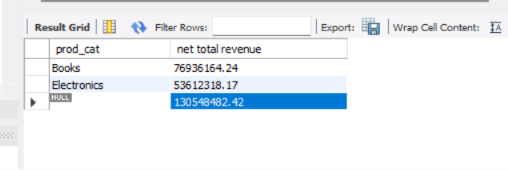 Result Grid Filter Rows: Export: Wrap Cell Content: IA
prod_cat net total revenue
Books 76936164.24
Electronics 53612318.17
NULL 130548482.42